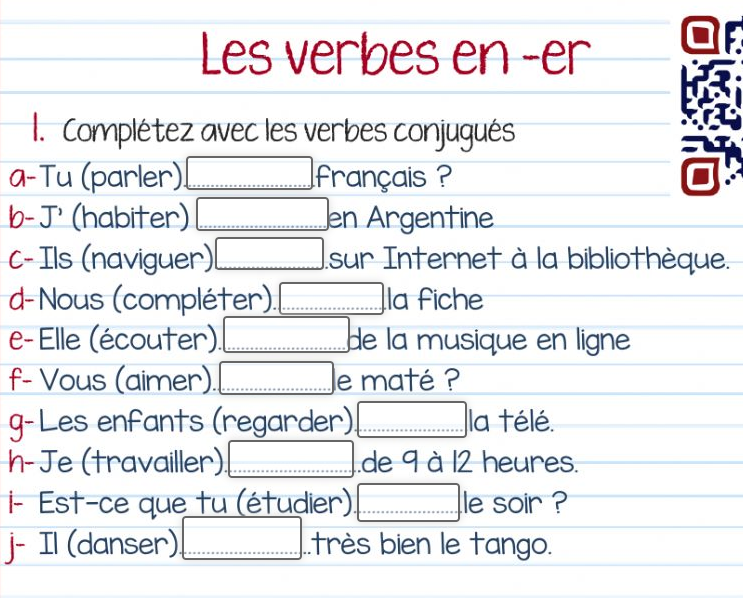 Les verbes en -er
1. Complétez avec les verbes conjugués
a- Tu (parler) français ?
b- J' (habiter) en Argentine
c- Ils (naviguer) sur Internet à la bibliothèque.
d- Nous (compléter) la fiche
e- Elle (écouter) de la musique en ligne
f- Vous (aimer) le maté ?
g- Les enfants (regarder) la télé.
h- Je (travailler) de 9 à 12 heures.
i- Est-ce que tu (étudier) le soir ?
j- Il (danser) très bien le tango.